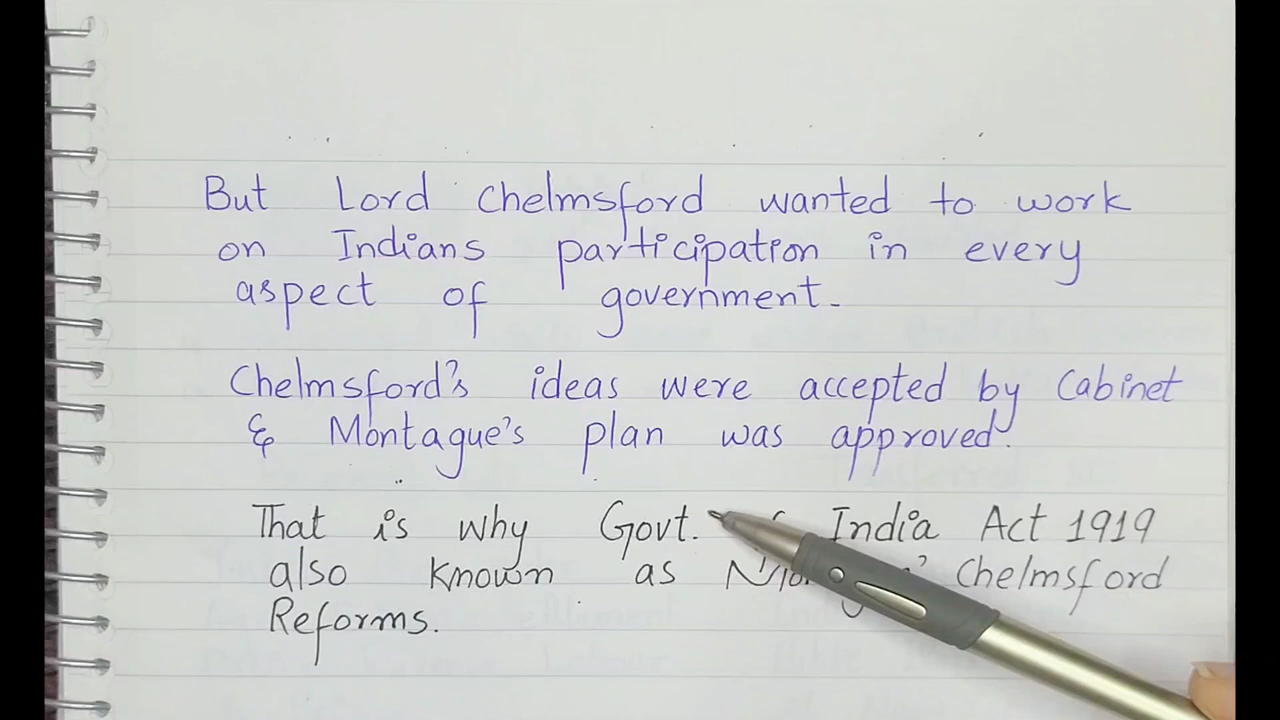 But Lord Chelmsford wanted to work
on Indians participation in every
aspect of government.
Chelmsford's ideas were accepted by Cabinet
& Montague's plan was approved.
That is why Govt. India Act 1919
also known as Chelmsford
Reforms.